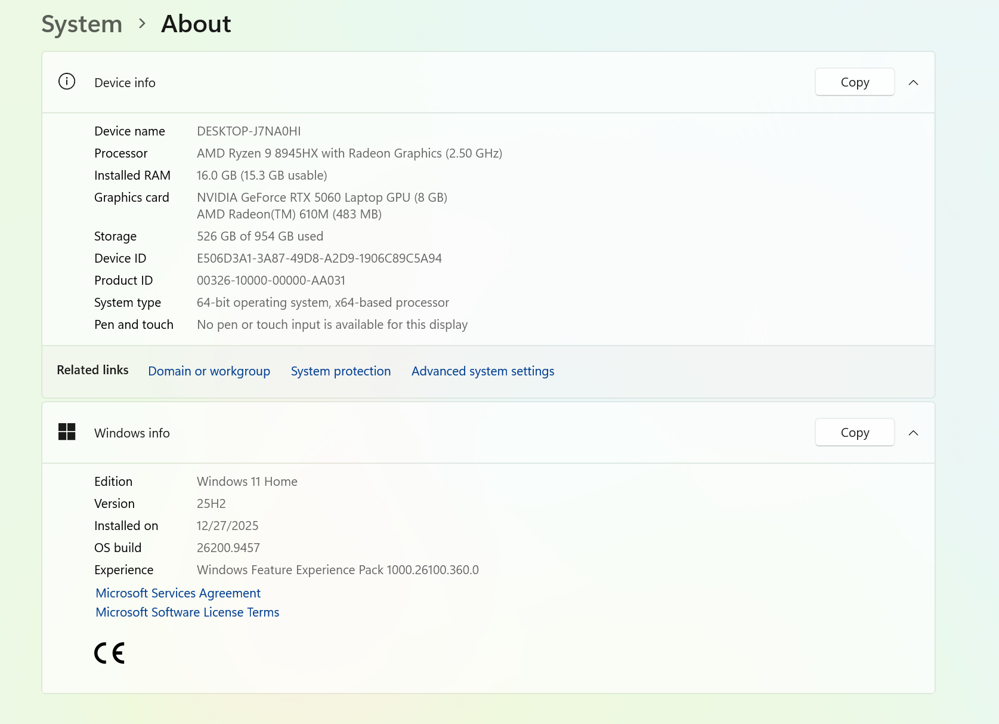 System > About
Device info
Copy
Device name DESKTOP-J7NA0HI
Processor AMD Ryzen 9 8945HX with Radeon Graphics (2.50 GHz)
Installed RAM 16.0 GB (15.3 GB usable)
Graphics card NVIDIA GeForce RTX 5060 Laptop GPU (8 GB)
AMD Radeon(TM) 610M (483 MB)
Storage 526 GB of 954 GB used
Device ID E506D3A1-3A87-49D8-A2D9-1906C89C5A94
Product ID 00326-10000-00000-AA031
System type 64-bit operating system, x64-based processor
Pen and touch No pen or touch input is available for this display
Related links Domain or workgroup System protection Advanced system settings
Windows info
Copy
Edition Windows 11 Home
Version 25H2
Installed on 12/27/2025
OS build 26200.9457
Experience Windows Feature Experience Pack 1000.26100.360.0
Microsoft Services Agreement
Microsoft Software License Terms
CE